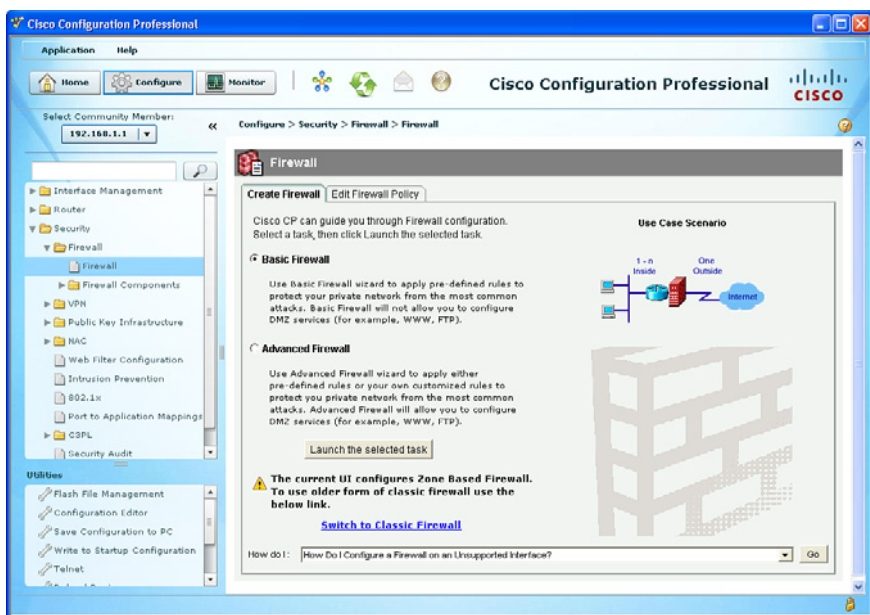 Cisco Configuration Professional
Application Help
Home Configure Monitor
Cisco Configuration Professional
CISCO
Select Community Member:
192.168.1.1
«
Configure > Security > Firewall > Firewall
Interface Management
Router
Security
Firewall
Firewall
Firewall Components
VPN
Public Key Infrastructure
NAC
Web Filter Configuration
Intrusion Prevention
802.1x
Port to Application Mappings
C3PL
Security Audit
Utilities
Flash File Management
Configuration Editor
Save Configuration to PC
Write to Startup Configuration
Telnet
Firewall
Create Firewall Edit Firewall Policy
Cisco CP can guide you through Firewall configuration.
Select a task, then click Launch the selected task.
Basic Firewall
Use Basic Firewall wizard to apply pre-defined rules to
protect your private network from the most common
attacks. Basic Firewall will not allow you to configure
DMZ services (for example, WWW, FTP).
Advanced Firewall
Use Advanced Firewall wizard to apply either
pre-defined rules or your own customized rules to
protect you private network from the most common
attacks. Advanced Firewall will allow you to configure
DMZ services (for example, WWW, FTP).
Launch the selected task
The current UI configures Zone Based Firewall.
To use older form of classic firewall use the
below link.
Switch to Classic Firewall
Use Case Scenario
1 - n
Inside
One
Outside
Internet
How do I: How Do I Configure a Firewall on an Unsupported Interface? Go